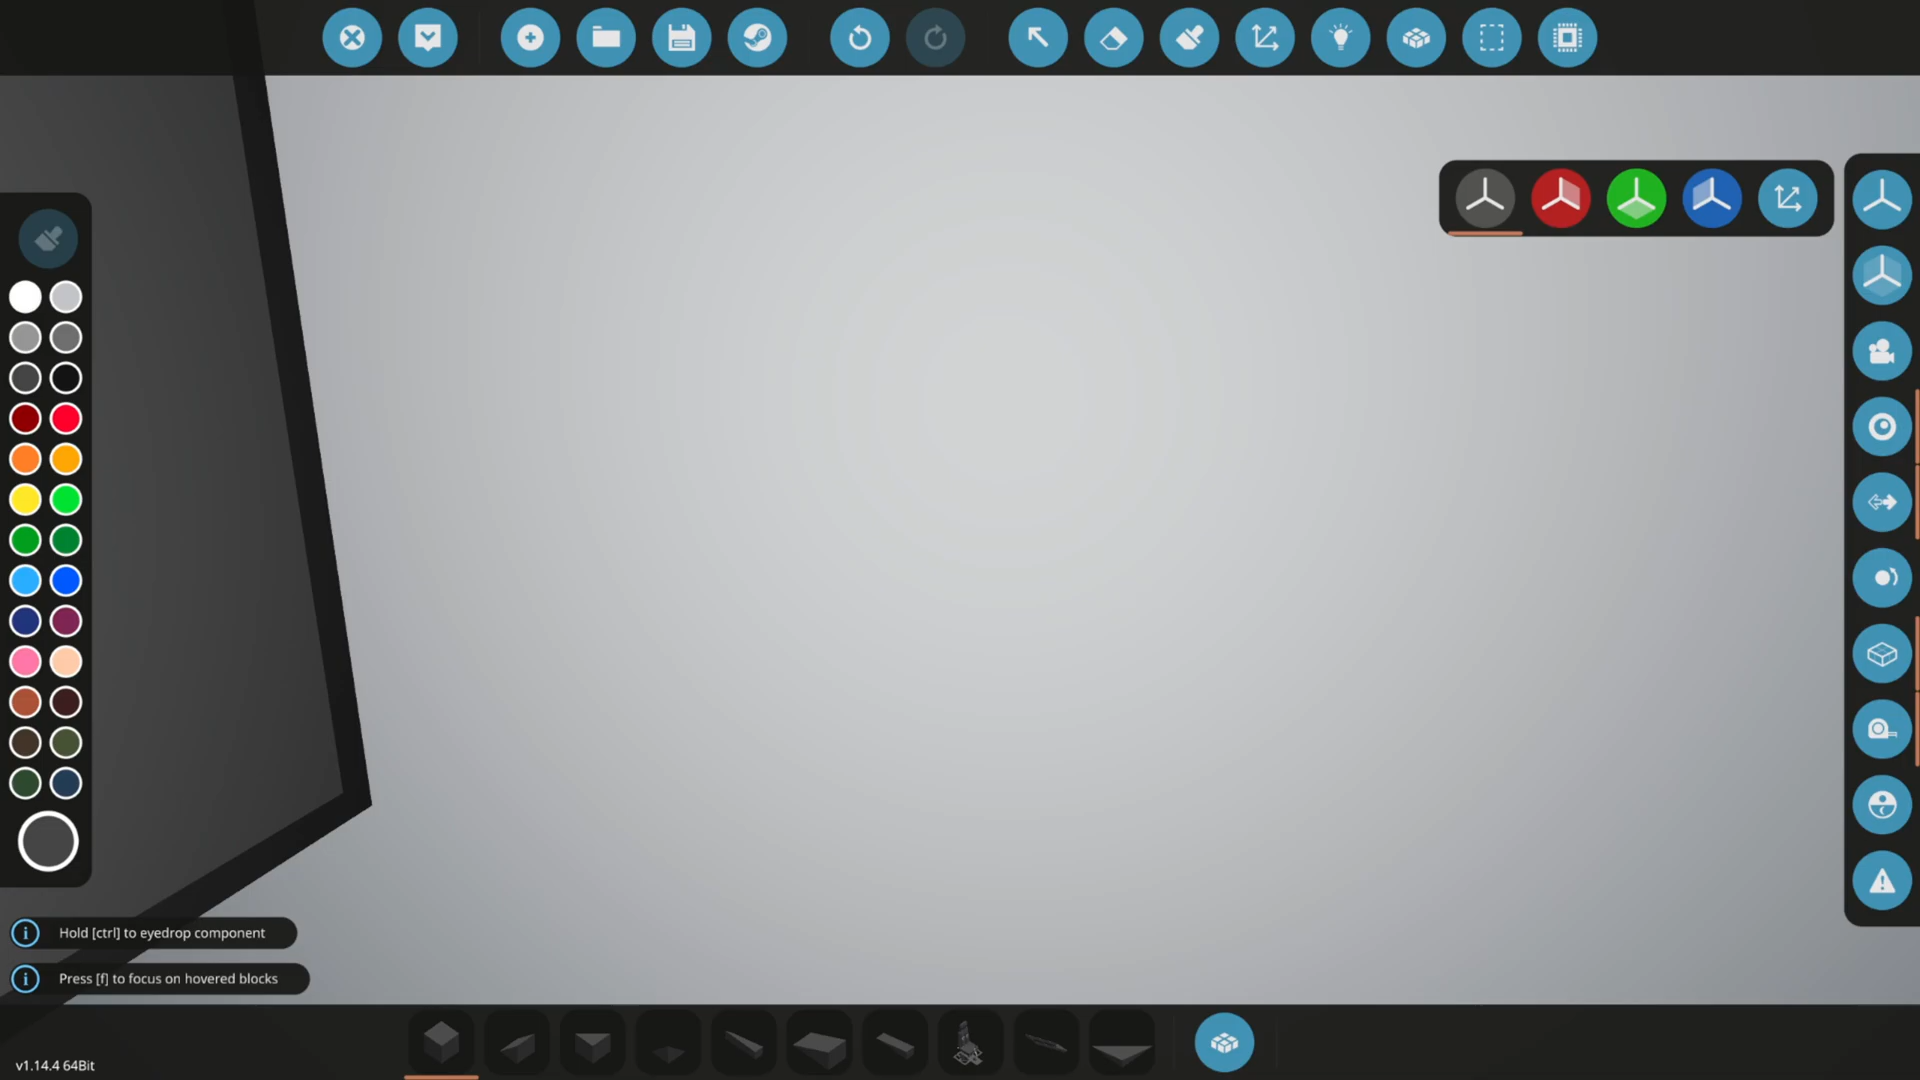 Hold [ctrl] to eyedrop component
Press [f] to focus on hovered blocks
v1.14.4 64Bit